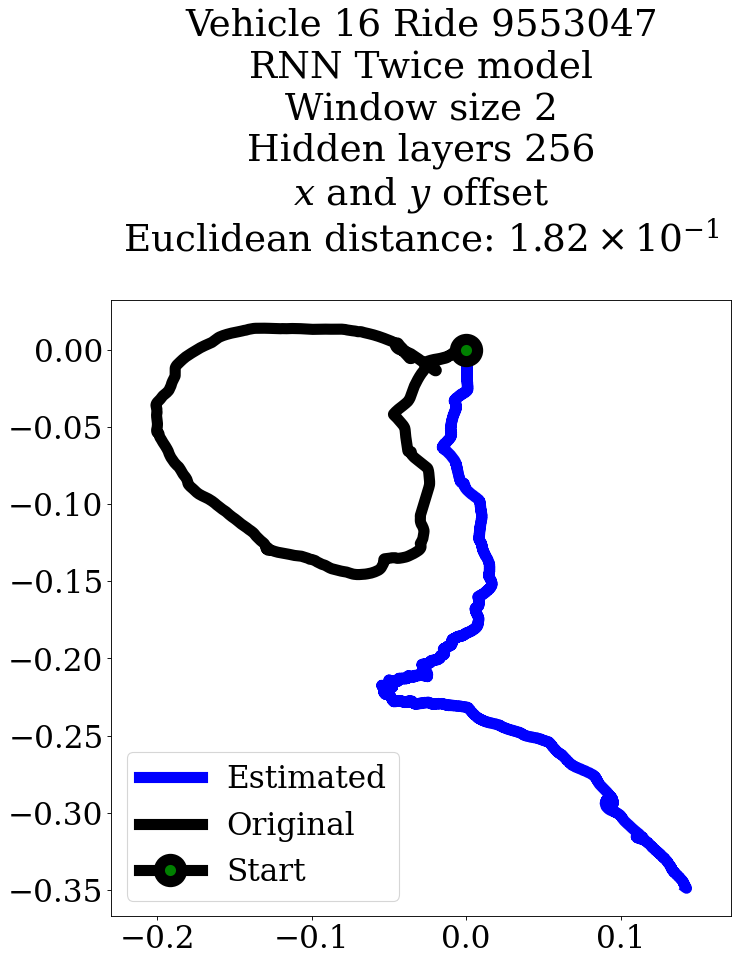 Vehicle 16 Ride 9553047
RNN Twice model
Window size 2
Hidden layers 256
x and y offset
Euclidean distance: 1.82 × 10⁻¹
0.00
−0.05
−0.10
−0.15
−0.20
−0.25
−0.30
−0.35
Estimated
Original
Start
−0.2 −0.1 0.0 0.1